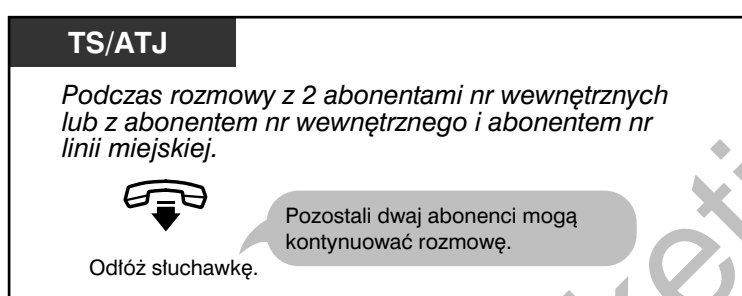 TS/ATJ
Podczas rozmowy z 2 abonentami nr wewnętrznych
lub z abonentem nr wewnętrznego i abonentem nr
linii miejskiej.
Pozostali dwaj abonenci mogą
kontynuować rozmowę.
Odłóż słuchawkę.